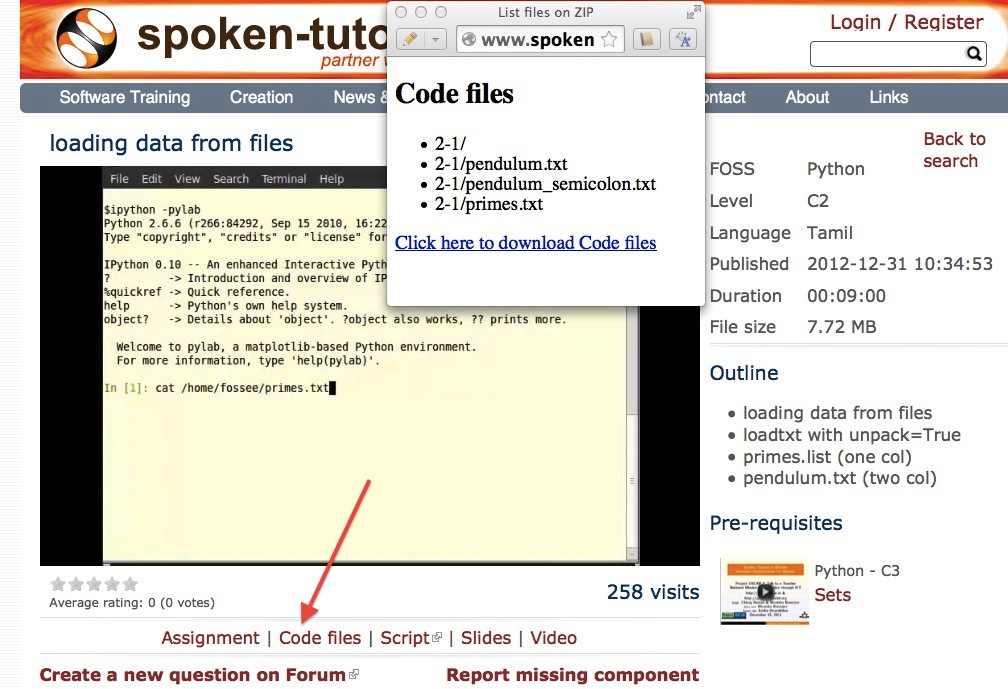 spoken-tuto
partner
Login / Register
Software Training
Creation
News &
ontact
About
Links
List files on ZIP
www.spoken
Code files
2-1/
2-1/pendulum.txt
2-1/pendulum_semicolon.txt
2-1/primes.txt
Click here to download Code files
loading data from files
File Edit View Search Terminal Help
$ipython -pylab
Python 2.6.6 (r266:84292, Sep 15 2010, 16:22
Type "copyright", "credits" or "license" for
IPython 0.10 -- An enhanced Interactive Pyth
? -> Introduction and overview of IP
%quickref -> Quick reference.
help -> Python's own help system.
object? -> Details about 'object'. ?object also works, ?? prints more.
Welcome to pylab, a matplotlib-based Python environment.
For more information, type 'help(pylab)'.
In [1]: cat /home/fossee/primes.txt
Average rating: 0 (0 votes)
258 visits
Assignment | Code files | Script | Slides | Video
Create a new question on Forum
Report missing component
Back to
search
FOSS Python
Level C2
Language Tamil
Published 2012-12-31 10:34:53
Duration 00:09:00
File size 7.72 MB
Outline
loading data from files
loadtxt with unpack=True
primes.list (one col)
pendulum.txt (two col)
Pre-requisites
Python - C3
Sets